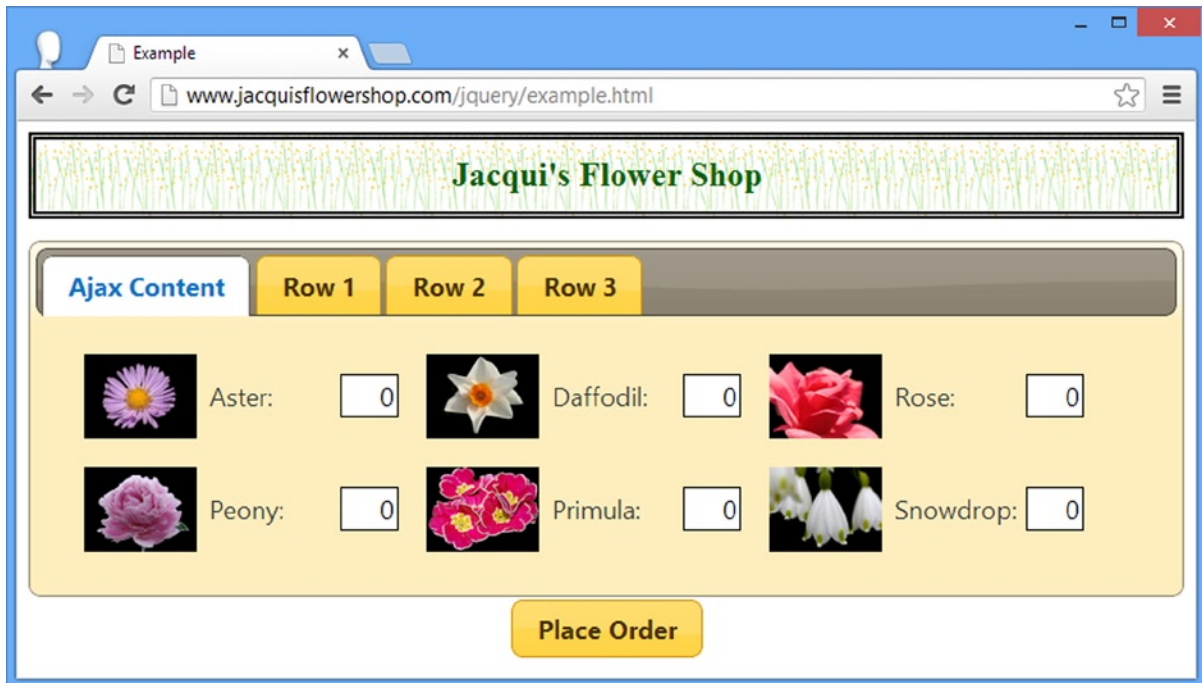 Example
www.jacquisflowershop.com/jquery/example.html
Jacqui's Flower Shop
Ajax Content Row 1 Row 2 Row 3
Aster: 0 Daffodil: 0 Rose: 0
Peony: 0 Primula: 0 Snowdrop: 0
Place Order